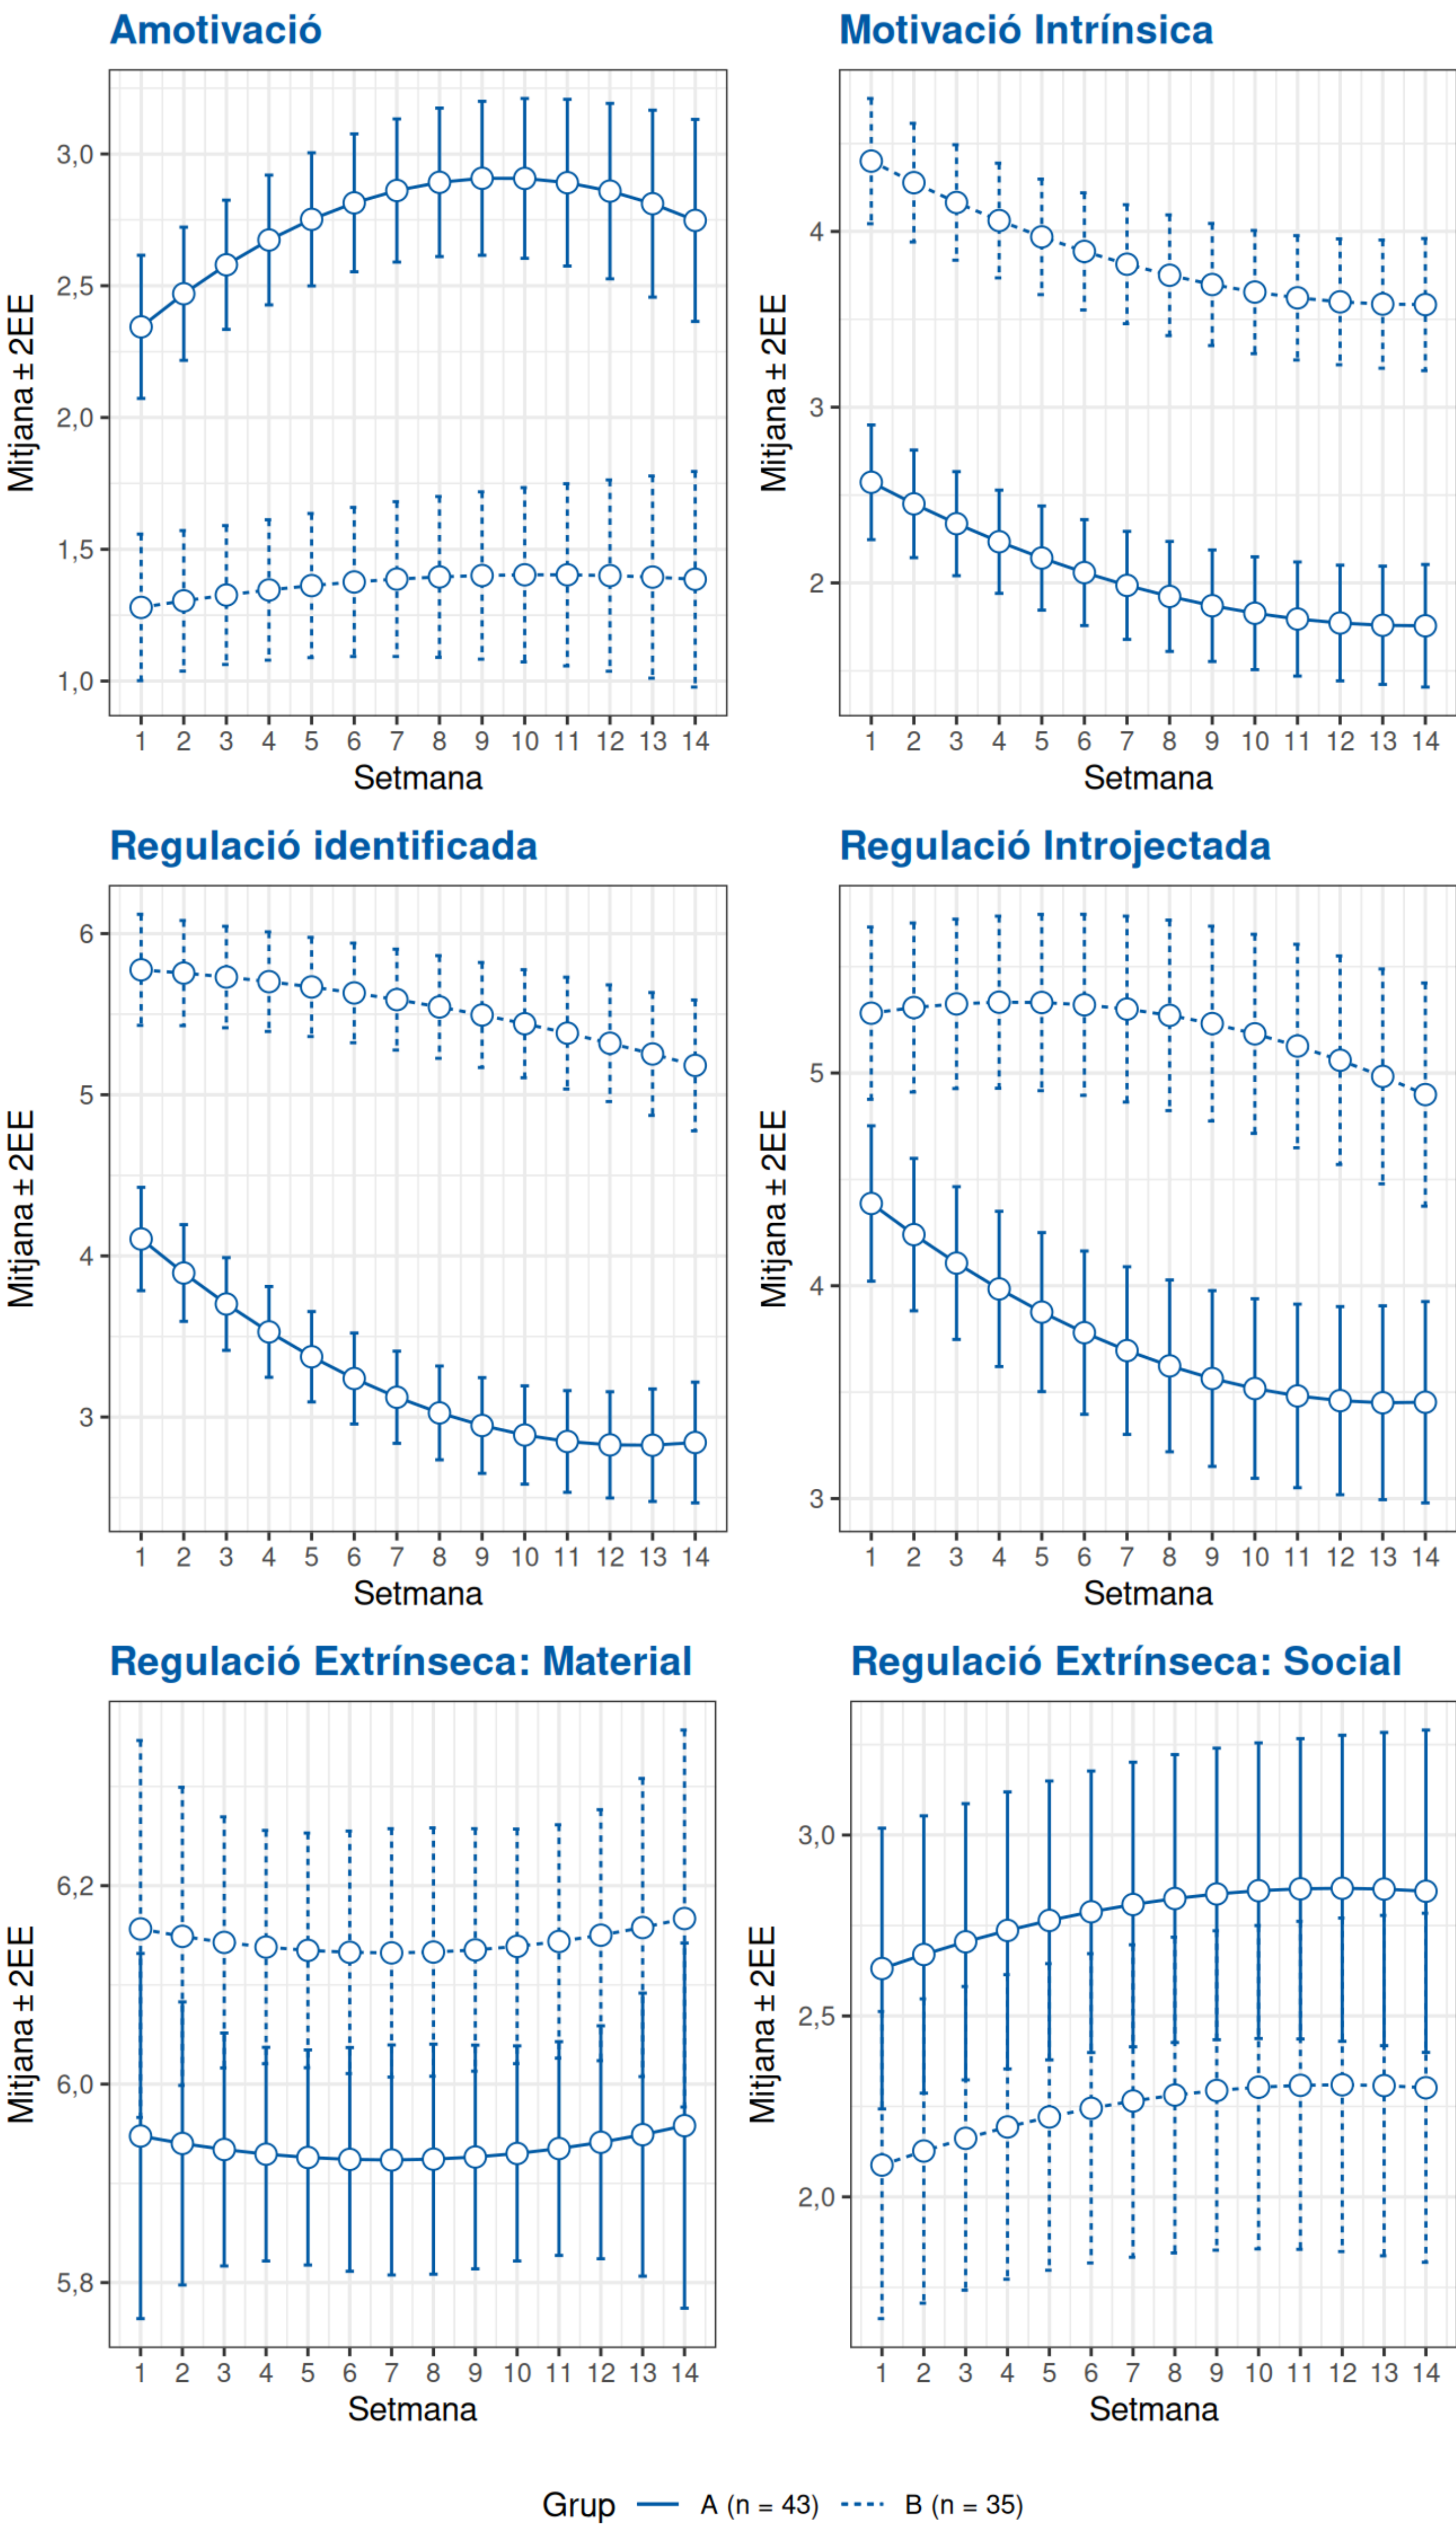 Amotivació
Mitjana ± 2EE
3,0
2,5
2,0
1,5
1,0
1 2 3 4 5 6 7 8 9 10 11 12 13 14
Setmana
Motivació Intrínsica
Mitjana ± 2EE
4
3
2
1 2 3 4 5 6 7 8 9 10 11 12 13 14
Setmana
Regulació identificada
Mitjana ± 2EE
6
5
4
3
1 2 3 4 5 6 7 8 9 10 11 12 13 14
Setmana
Regulació Introjectada
Mitjana ± 2EE
5
4
3
1 2 3 4 5 6 7 8 9 10 11 12 13 14
Setmana
Regulació Extrínseca: Material
Mitjana ± 2EE
6,2
6,0
5,8
1 2 3 4 5 6 7 8 9 10 11 12 13 14
Setmana
Regulació Extrínseca: Social
Mitjana ± 2EE
3,0
2,5
2,0
1 2 3 4 5 6 7 8 9 10 11 12 13 14
Setmana
Grup A (n = 43) B (n = 35)